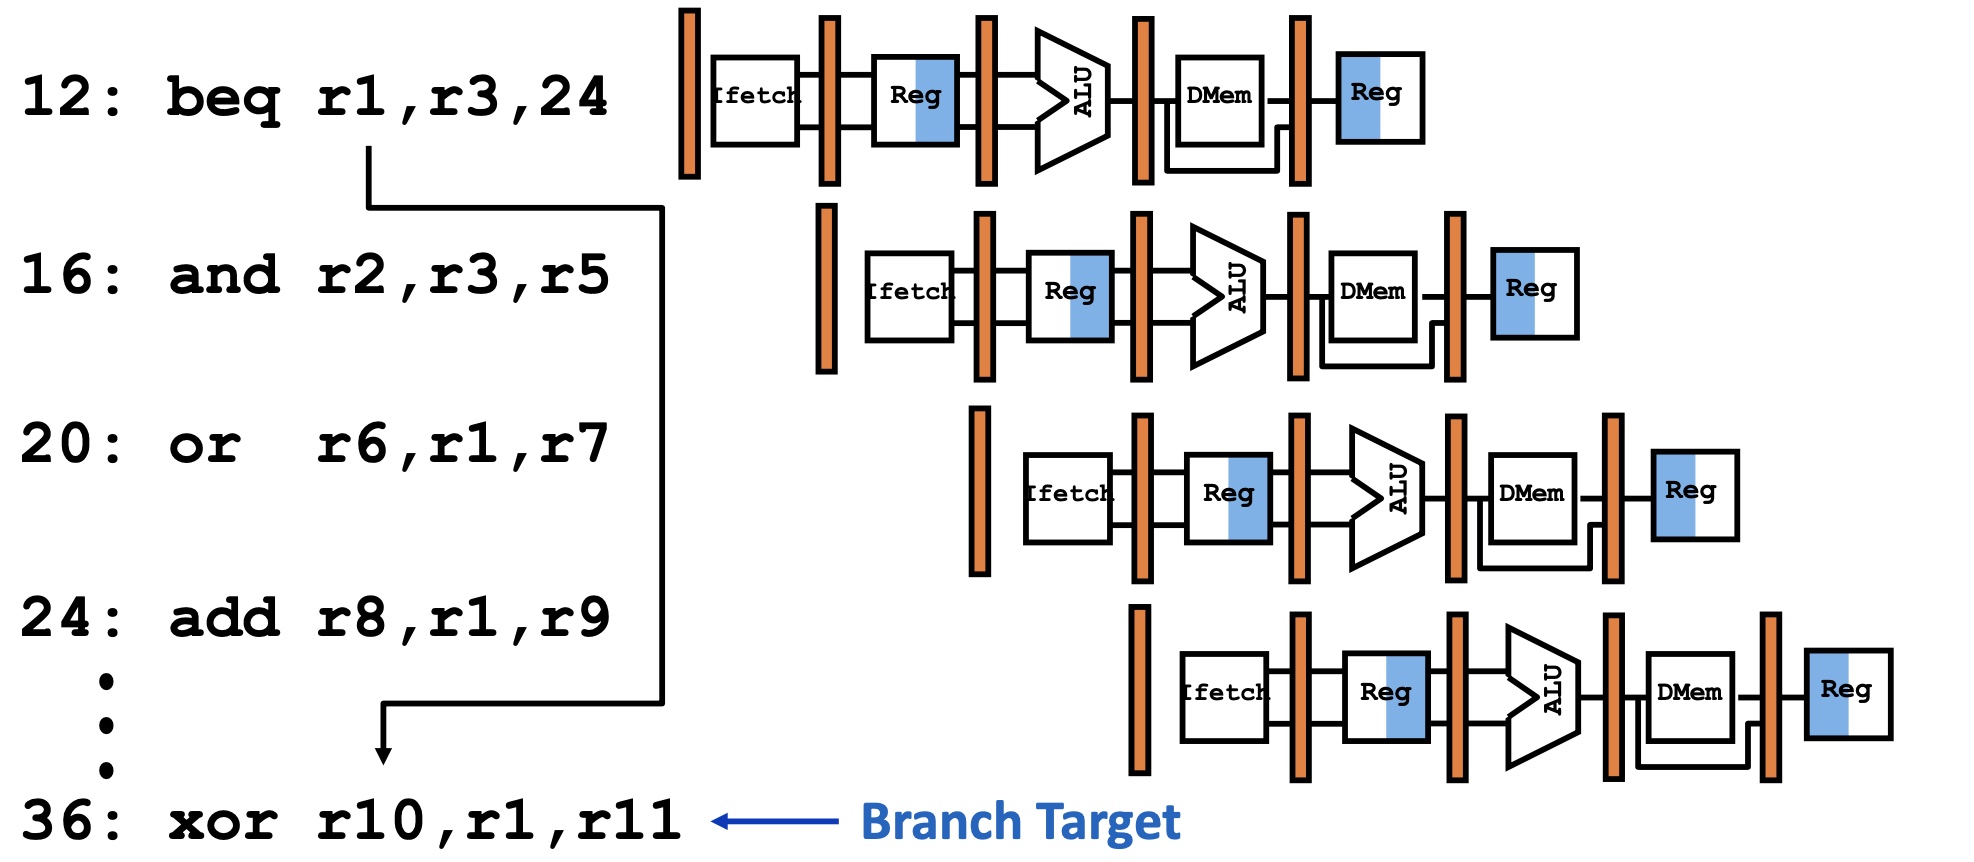 12: beq r1,r3,24
Ifetch Reg ALU DMem Reg
16: and r2,r3,r5
Ifetch Reg ALU DMem Reg
20: or r6,r1,r7
Ifetch Reg ALU DMem Reg
24: add r8,r1,r9
Ifetch Reg ALU DMem Reg
36: xor r10,r1,r11
Branch Target